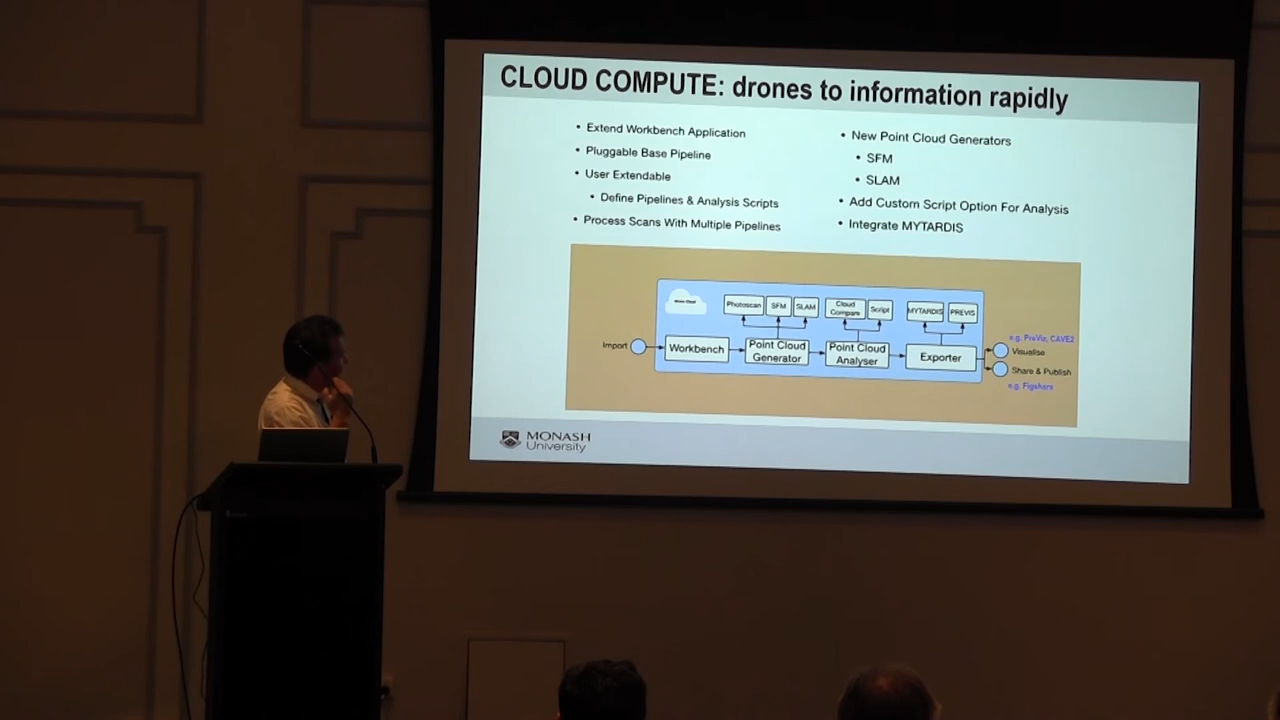 CLOUD COMPUTE: drones to information rapidly
• Extend Workbench Application
• Pluggable Base Pipeline
• User Extendable
• Define Pipelines & Analysis Scripts
• Process Scans With Multiple Pipelines
• New Point Cloud Generators
• SFM
• SLAM
• Add Custom Script Option For Analysis
• Integrate MYTARDIS
Photoscan
SFM
SLAM
Cloud
Compare
Script
MYTARDIS
PREVIS
Import
Workbench
Point Cloud
Generator
Point Cloud
Analyser
Exporter
e.g. PreVis, CAVE2
Visualise
Share & Publish
e.g. Figshare
MONASH
University